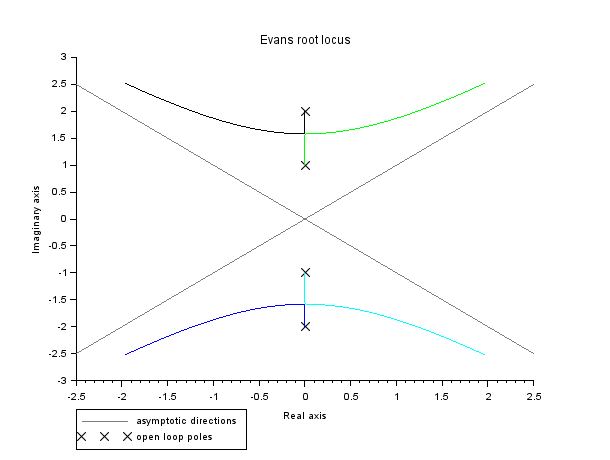 Evans root locus
3
2.5
2
1.5
1
0.5
0
-0.5
-1
-1.5
-2
-2.5
-3
Imaginary axis
-2.5 -2 -1.5 -1 -0.5 0 0.5 1 1.5 2 2.5
Real axis
asymptotic directions
open loop poles